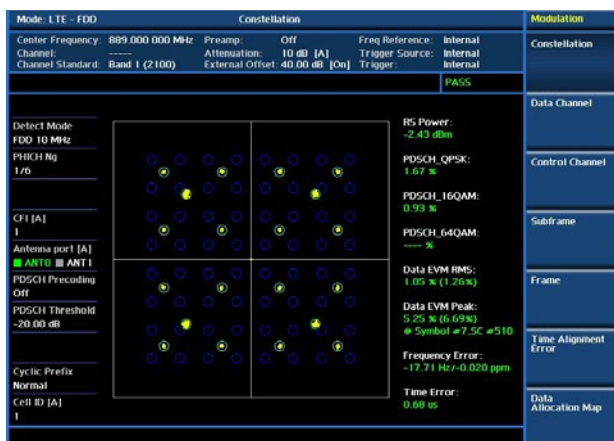 Mode: LTE - FDD
Constellation
Modulation
Center Frequency: 889.000 000 MHz
Preamp: Off
Freq Reference: Internal
Channel: -----
Attenuation: 10 dB [A]
Trigger Source: Internal
Channel Standard: Band 1 (2100)
External Offset: 40.00 dB [On]
Trigger: Internal
PASS
Detect Mode
FDD 10 MHz
PHICH Ng
1/6
CFI [A]
1
Antenna port [A]
ANT0 ANT1
PDSCH Precoding
Off
PDSCH Threshold
-20.00 dB
Cyclic Prefix
Normal
Cell ID [A]
1
RS Power:
-2.43 dBm
PDSCH_QPSK:
1.67 %
PDSCH_16QAM:
0.93 %
PDSCH_64QAM:
---- %
Data EVM RMS:
1.05 % (1.26%)
Data EVM Peak:
5.25 % (6.69%)
@ Symbol #7,SC #510
Frequency Error:
-17.71 Hz/-0.020 ppm
Time Error:
0.68 us
Constellation
Data Channel
Control Channel
Subframe
Frame
Time Alignment
Error
Data
Allocation Map